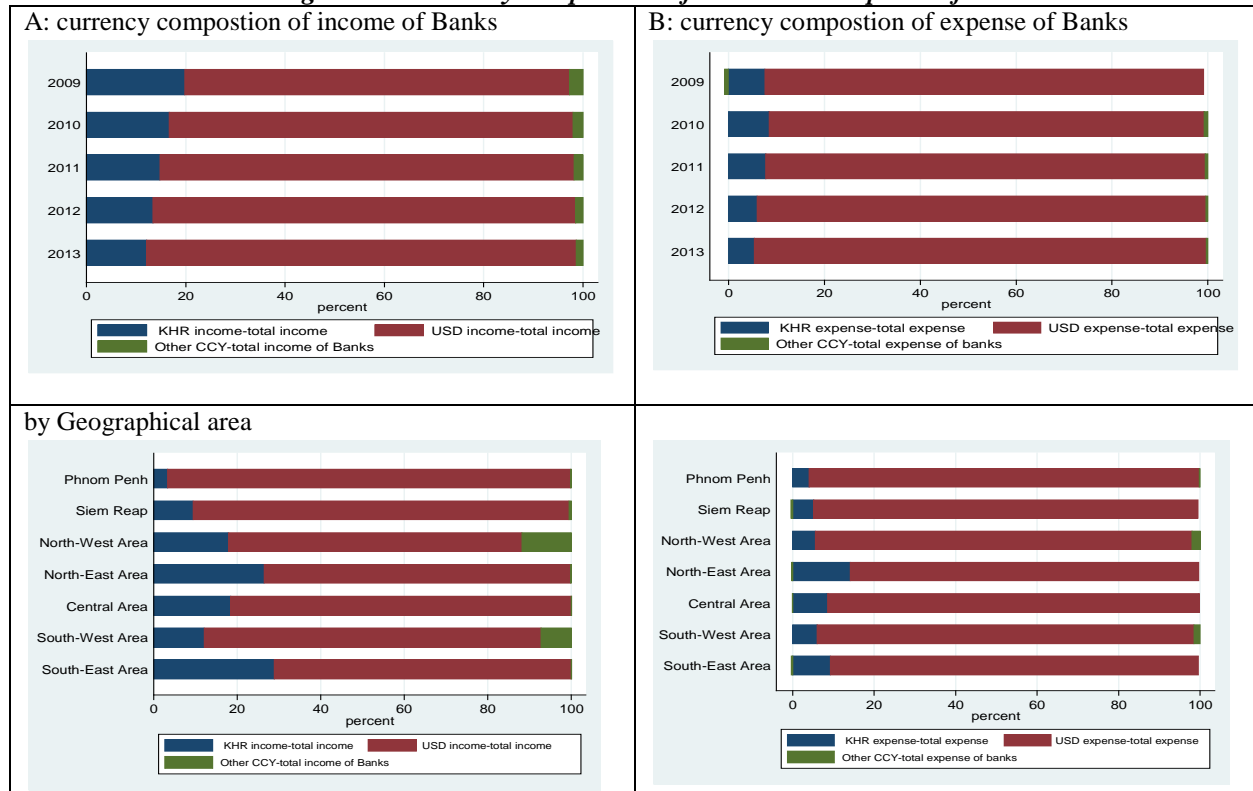 A: currency compostion of income of Banks
2009
2010
2011
2012
2013
0 20 40 60 80 100
percent
KHR income-total income USD income-total income
Other CCY-total income of Banks
B: currency compostion of expense of Banks
2009
2010
2011
2012
2013
0 20 40 60 80 100
percent
KHR expense-total expense USD expense-total expense
Other CCY-total expense of banks
by Geographical area
Phnom Penh
Siem Reap
North-West Area
North-East Area
Central Area
South-West Area
South-East Area
0 20 40 60 80 100
percent
KHR income-total income USD income-total income
Other CCY-total income of Banks
Phnom Penh
Siem Reap
North-West Area
North-East Area
Central Area
South-West Area
South-East Area
0 20 40 60 80 100
percent
KHR expense-total expense USD expense-total expense
Other CCY-total expense of banks